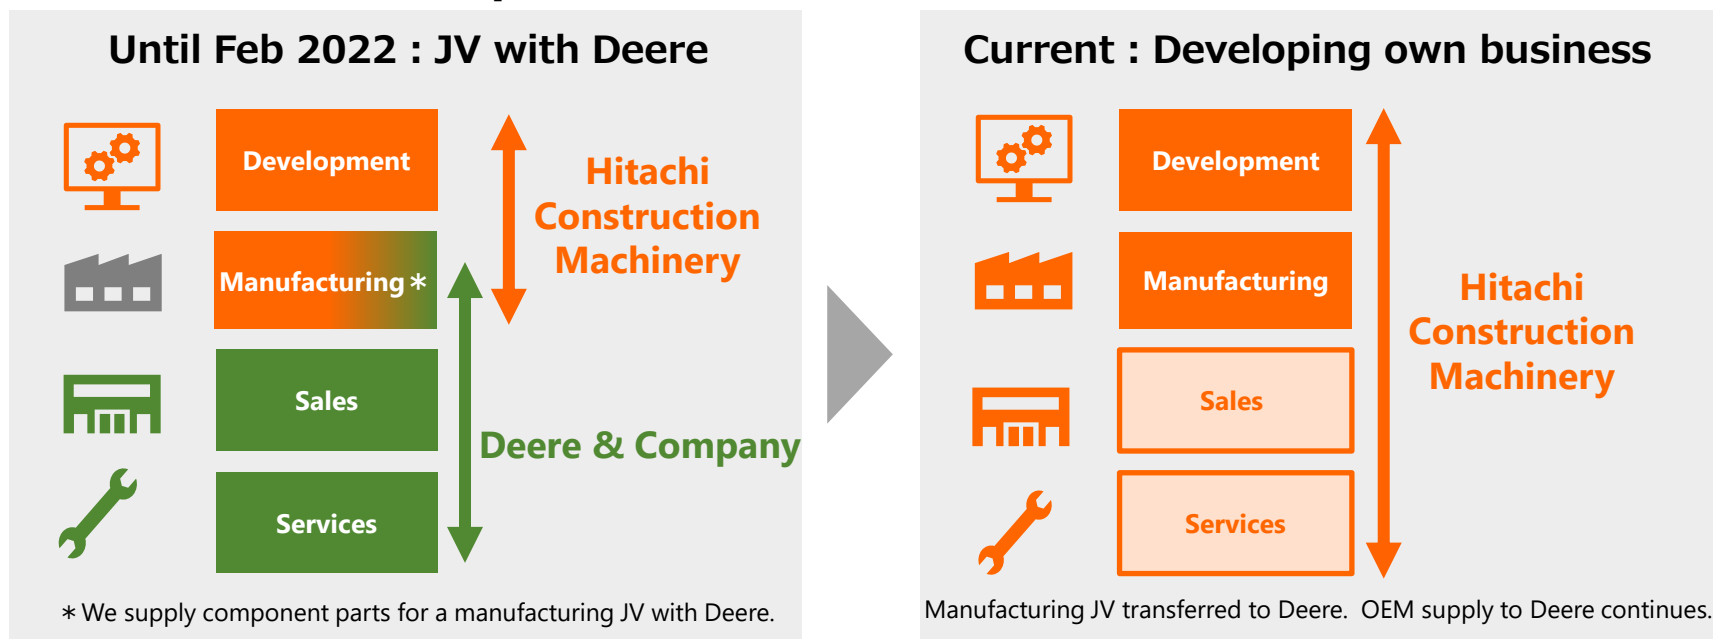 Until Feb 2022 : JV with Deere
Development
Hitachi
Construction
Machinery
Manufacturing＊
Sales
Deere & Company
Services
＊We supply component parts for a manufacturing JV with Deere.
Current : Developing own business
Development
Manufacturing
Hitachi
Construction
Machinery
Sales
Services
Manufacturing JV transferred to Deere.  OEM supply to Deere continues.